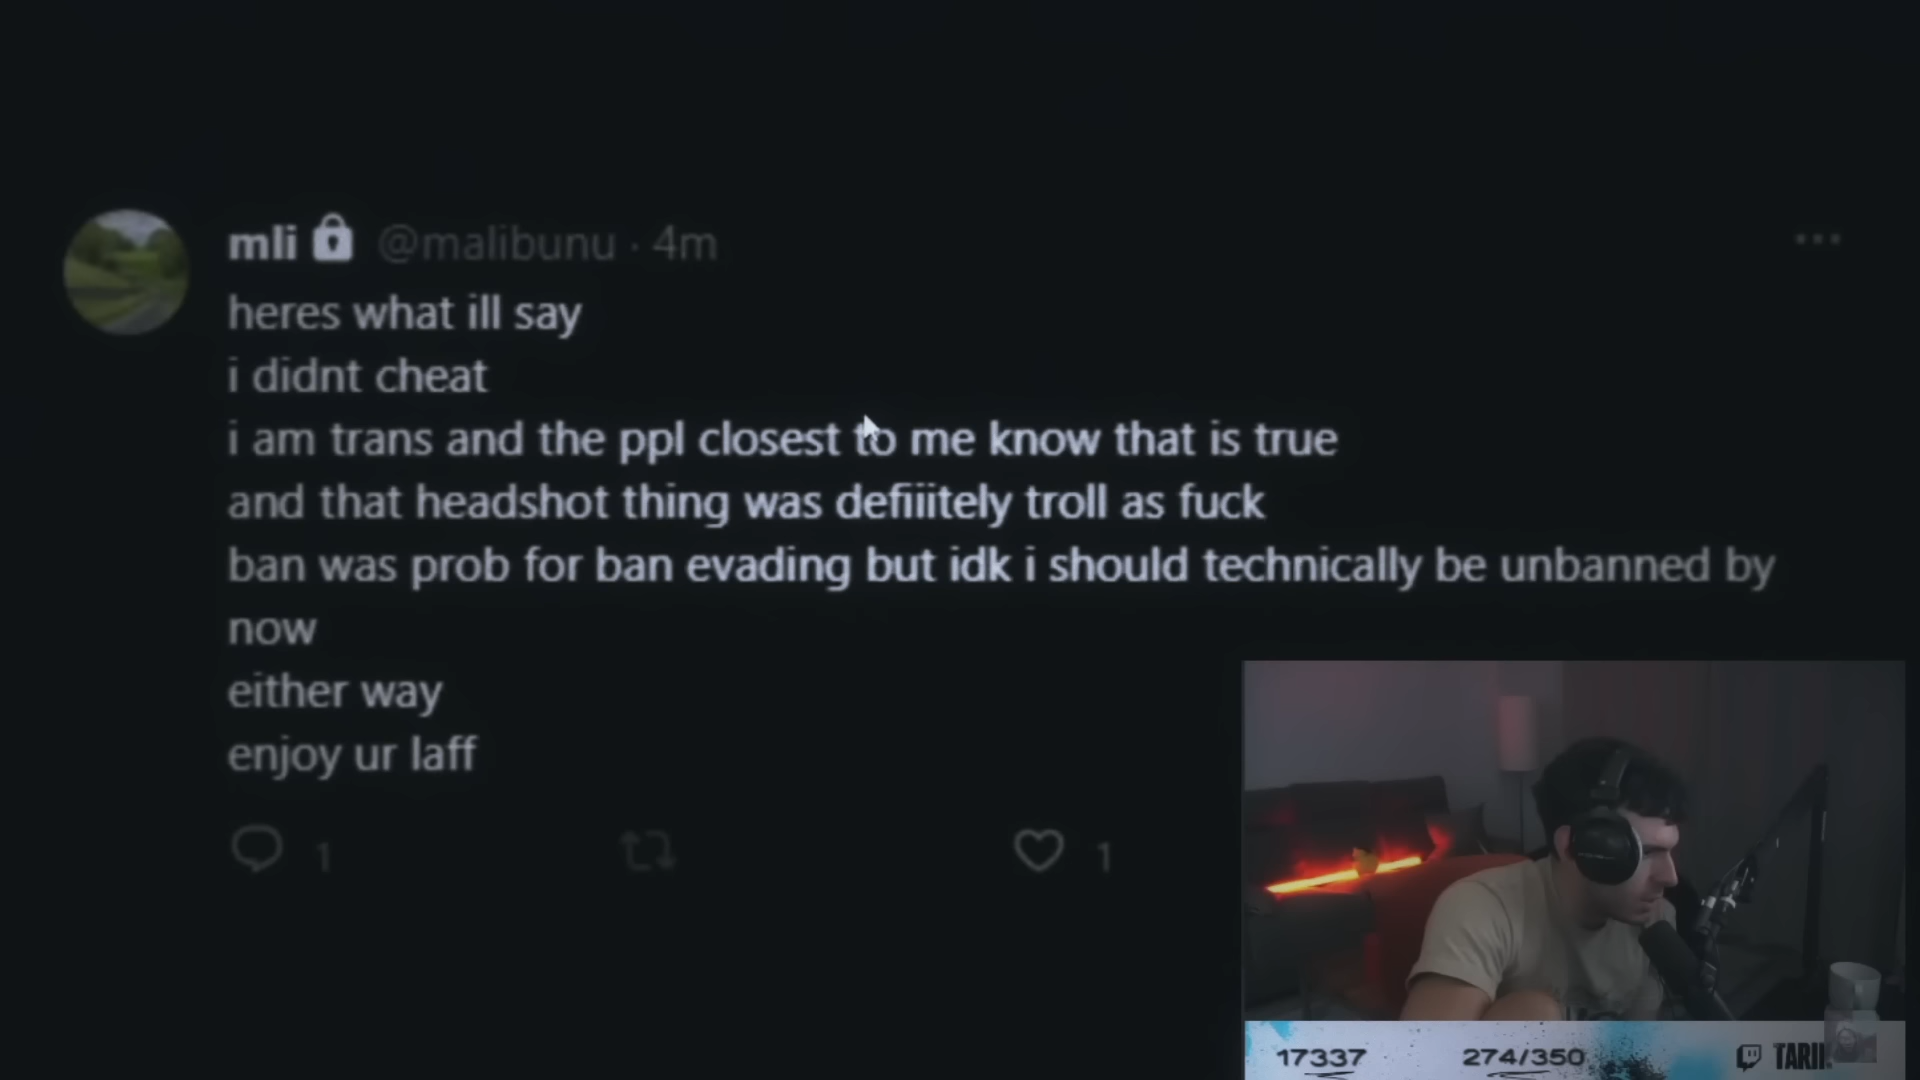 mli @malibunu · 4m
heres what ill say
i didnt cheat
i am trans and the ppl closest to me know that is true
and that headshot thing was defiiitely troll as fuck
ban was prob for ban evading but idk i should technically be unbanned by
now
either way
enjoy ur laff
1 1
17337 274/350